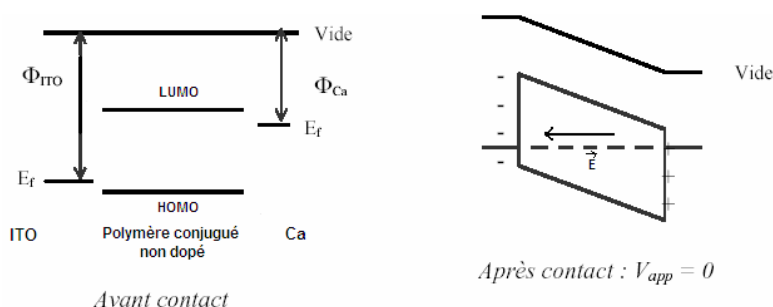 Vide
Φ_ITO
LUMO
Φ_Ca
E_f
E_f
HOMO
ITO
Polymère conjugué
non dopé
Ca
Avant contact
Vide
-
-
-
-
E
+
+
+
Après contact : V_app = 0